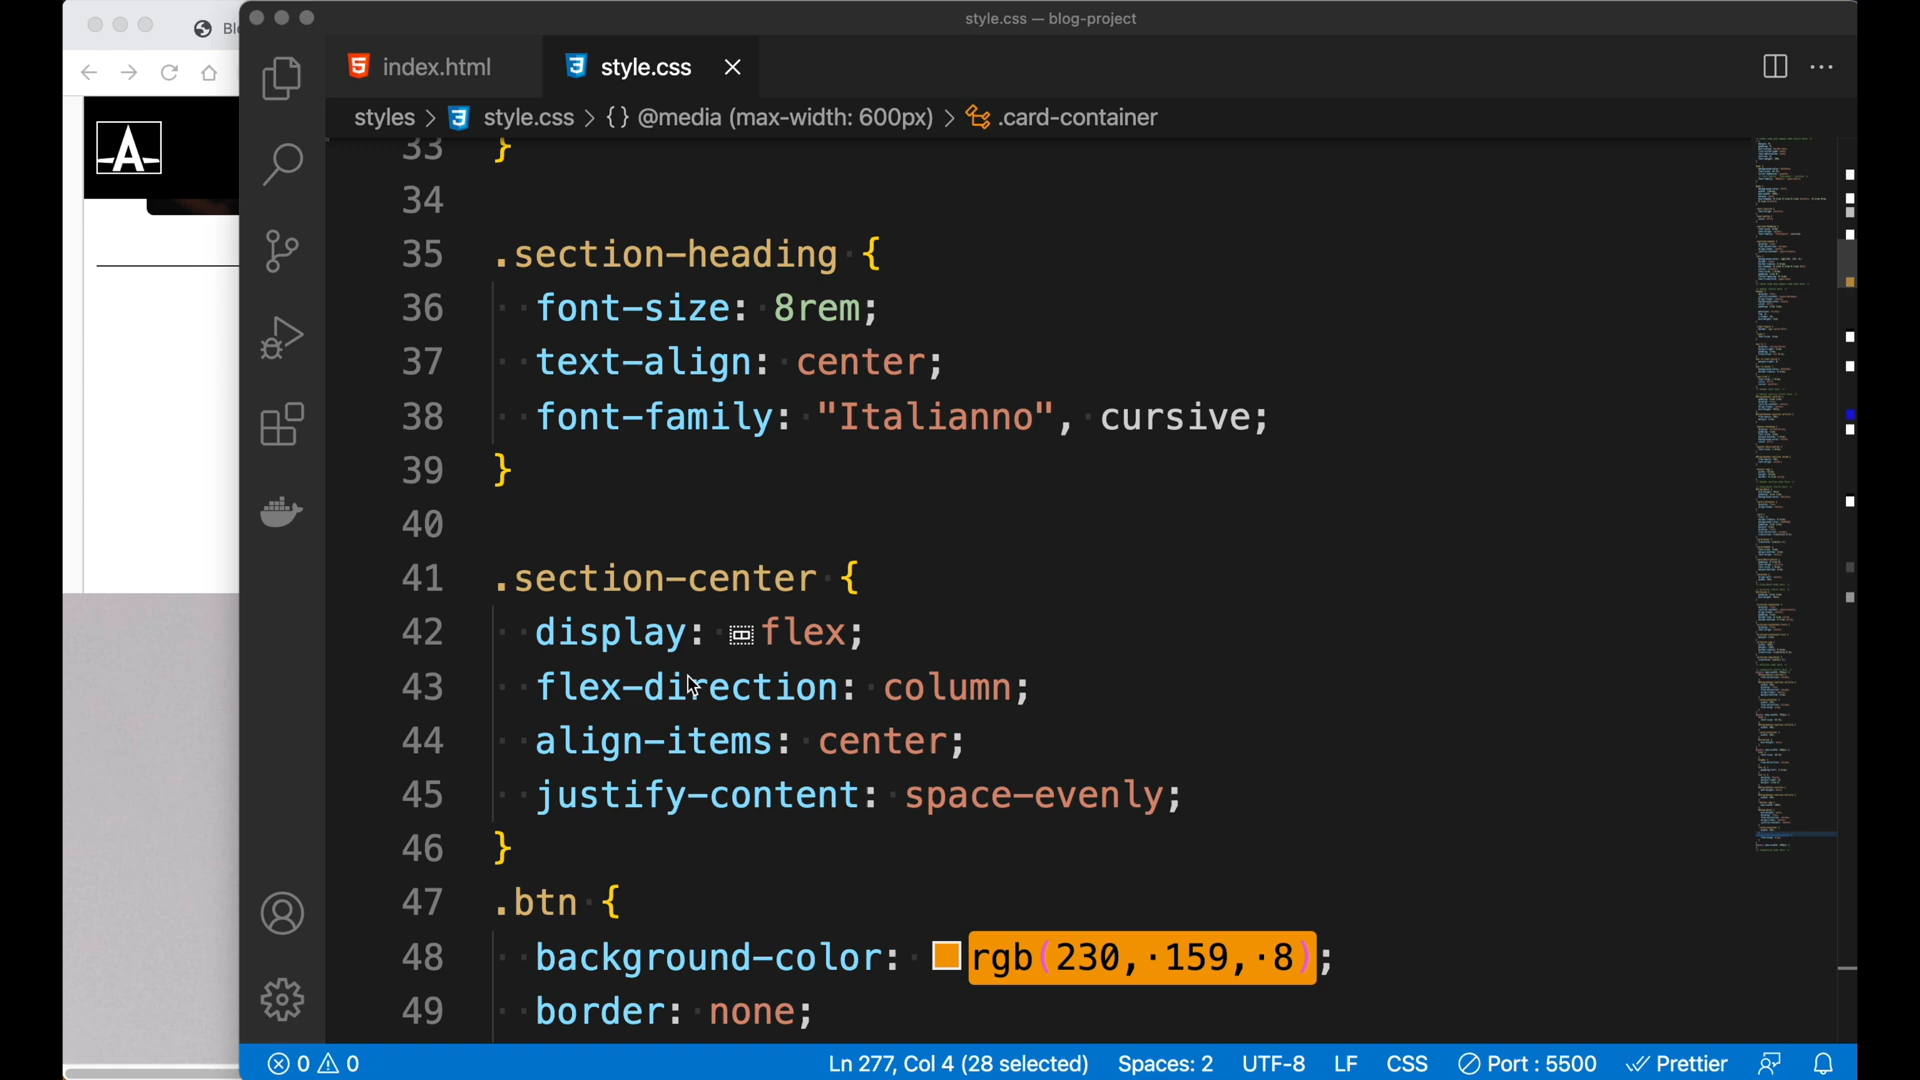 style.css — blog-project
Bl
index.html
style.css
styles > style.css > {} @media (max-width: 600px) > .card-container
A
33 }
34
35 .section-heading {
36 font-size: 8rem;
37 text-align: center;
38 font-family: "Italianno", cursive;
39 }
40
41 .section-center {
42 display: flex;
43 flex-direction: column;
44 align-items: center;
45 justify-content: space-evenly;
46 }
47 .btn {
48 background-color: rgb(230, 159, 8);
49 border: none;
0 0 Ln 277, Col 4 (28 selected) Spaces: 2 UTF-8 LF CSS Port : 5500 Prettier